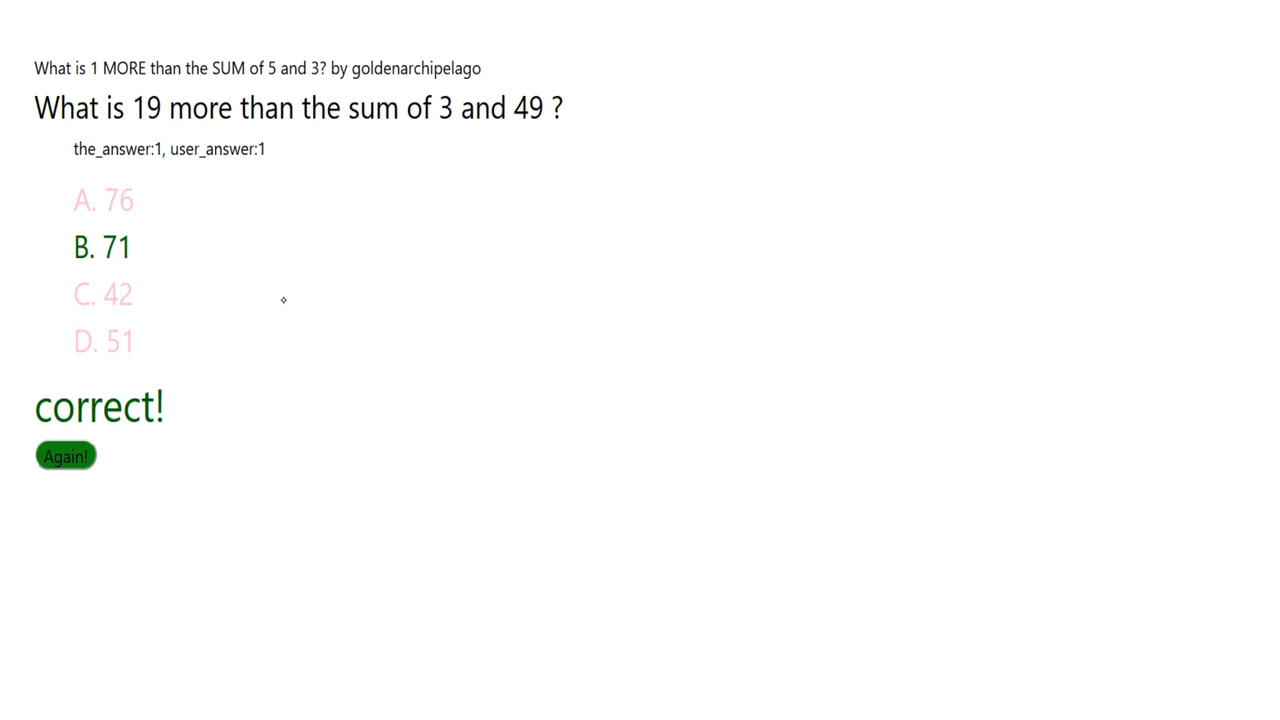 What is 1 MORE than the SUM of 5 and 3? by goldenarchipelago
What is 19 more than the sum of 3 and 49 ?
the_answer:1, user_answer:1
A. 76
B. 71
C. 42
D. 51
correct!
Again!